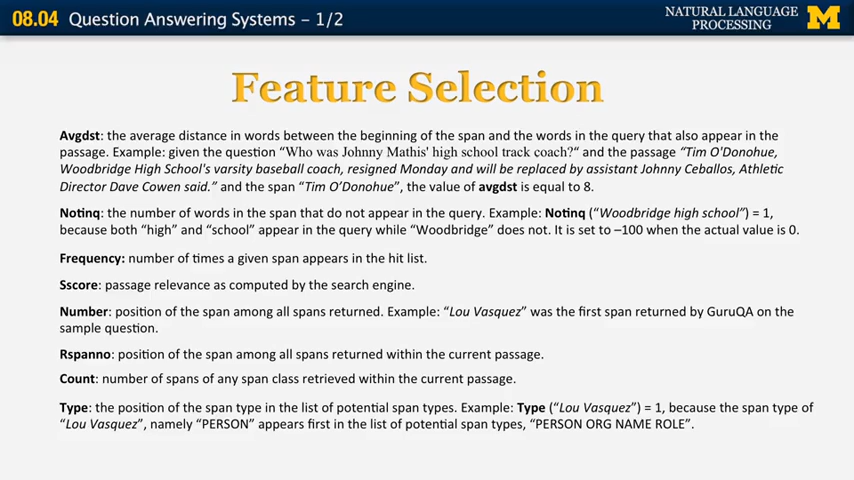 08.04 Question Answering Systems – 1/2
NATURAL LANGUAGE
PROCESSING
M
Feature Selection
Avgdst: the average distance in words between the beginning of the span and the words in the query that also appear in the
passage. Example: given the question “Who was Johnny Mathis' high school track coach?“ and the passage “Tim O'Donohue,
Woodbridge High School's varsity baseball coach, resigned Monday and will be replaced by assistant Johnny Ceballos, Athletic
Director Dave Cowen said.” and the span “Tim O’Donohue”, the value of avgdst is equal to 8.
Notinq: the number of words in the span that do not appear in the query. Example: Notinq (“Woodbridge high school”) = 1,
because both “high” and “school” appear in the query while “Woodbridge” does not. It is set to –100 when the actual value is 0.
Frequency: number of times a given span appears in the hit list.
Sscore: passage relevance as computed by the search engine.
Number: position of the span among all spans returned. Example: “Lou Vasquez” was the first span returned by GuruQA on the
sample question.
Rspanno: position of the span among all spans returned within the current passage.
Count: number of spans of any span class retrieved within the current passage.
Type: the position of the span type in the list of potential span types. Example: Type (“Lou Vasquez”) = 1, because the span type of
“Lou Vasquez”, namely “PERSON” appears first in the list of potential span types, “PERSON ORG NAME ROLE”.